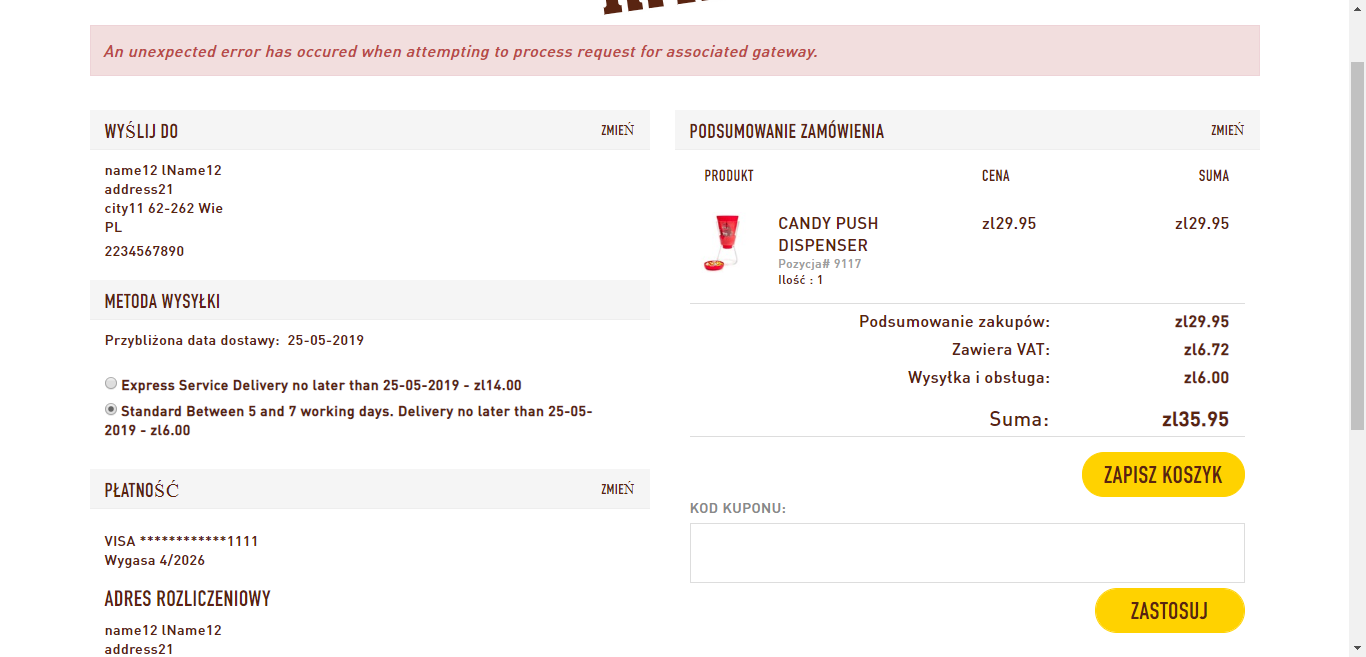 An unexpected error has occured when attempting to process request for associated gateway.
WYŚLIJ DO
ZMIEŃ
name12 lName12
address21
city11 62-262 Wie
PL
2234567890
METODA WYSYŁKI
Przybliżona data dostawy: 25-05-2019
Express Service Delivery no later than 25-05-2019 - zl14.00
Standard Between 5 and 7 working days. Delivery no later than 25-05-
2019 - zl6.00
PŁATNOŚĆ
ZMIEŃ
VISA ************1111
Wygasa 4/2026
ADRES ROZLICZENIOWY
name12 lName12
address21
PODSUMOWANIE ZAMÓWIENIA
ZMIEŃ
PRODUKT CENA SUMA
CANDY PUSH zl29.95 zl29.95
DISPENSER
Pozycja# 9117
Ilość : 1
Podsumowanie zakupów: zl29.95
Zawiera VAT: zl6.72
Wysyłka i obsługa: zl6.00
Suma: zl35.95
ZAPISZ KOSZYK
KOD KUPONU:
ZASTOSUJ